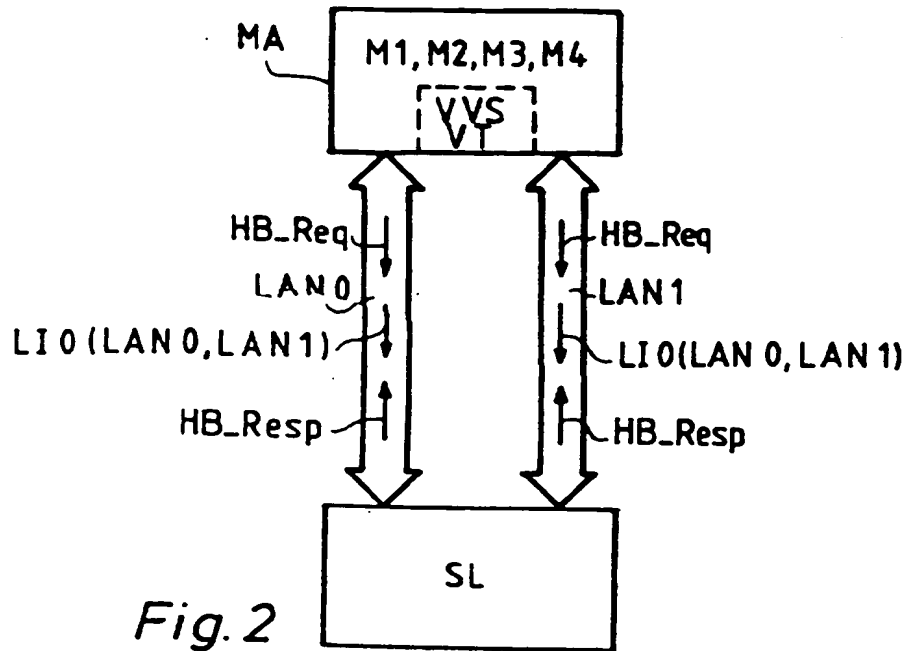 MA
M1, M2, M3, M4
VVS
VT
HB_Req
HB_Req
LAN0
LAN1
LI0(LAN0, LAN1)
LI0(LAN0, LAN1)
HB_Resp
HB_Resp
SL
Fig. 2